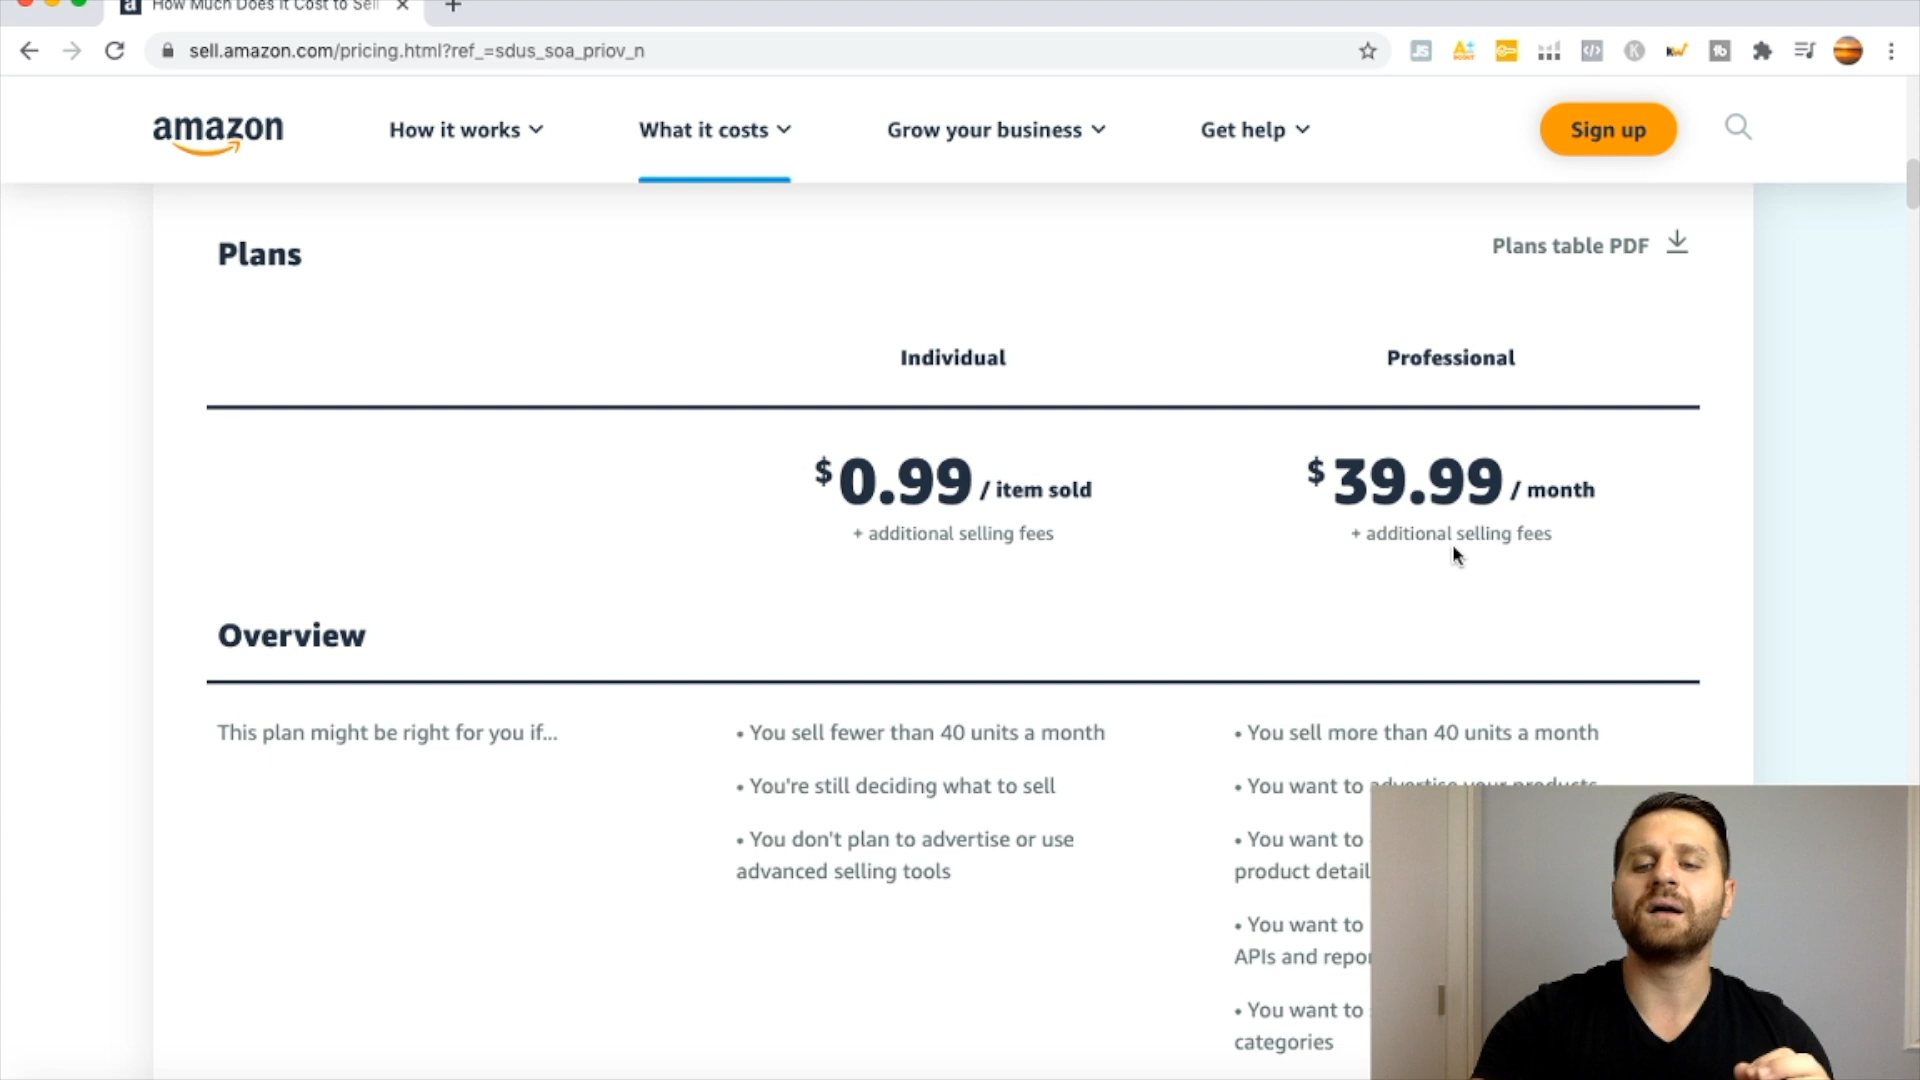 How Much Does It Cost to Sell
sell.amazon.com/pricing.html?ref_=sdus_soa_priov_n
amazon How it works What it costs Grow your business Get help Sign up
Plans
Plans table PDF
Individual Professional
$0.99 / item sold $39.99 / month
+ additional selling fees + additional selling fees
Overview
This plan might be right for you if...
• You sell fewer than 40 units a month
• You're still deciding what to sell
• You don't plan to advertise or use
advanced selling tools
• You sell more than 40 units a month
• You want to advertise your products
• You want to
product detail
• You want to
APIs and repor
• You want to
categories